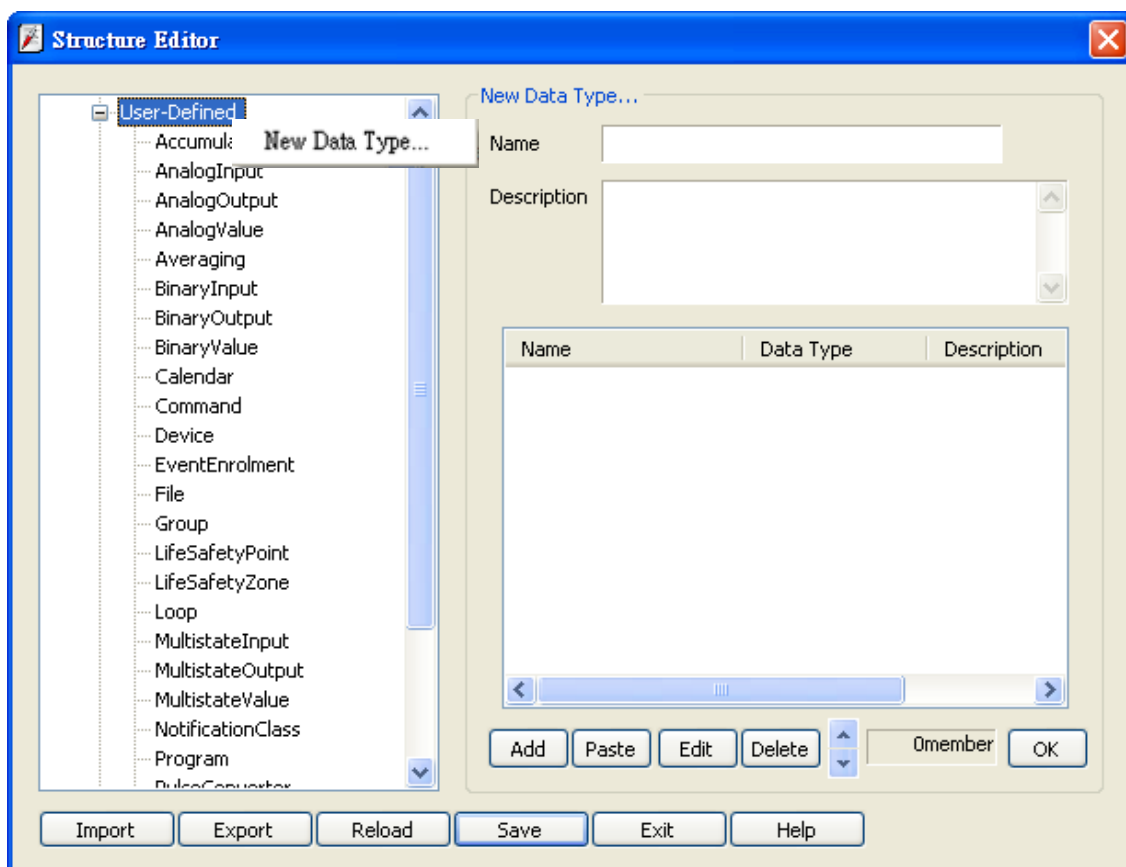 Structure Editor
User-Defined
New Data Type...
AnalogInput
AnalogOutput
AnalogValue
Averaging
BinaryInput
BinaryOutput
BinaryValue
Calendar
Command
Device
EventEnrolment
File
Group
LifeSafetyPoint
LifeSafetyZone
Loop
MultistateInput
MultistateOutput
MultistateValue
NotificationClass
Program
New Data Type...
Name
Description
Name Data Type Description
Add Paste Edit Delete 0member OK
Import Export Reload Save Exit Help